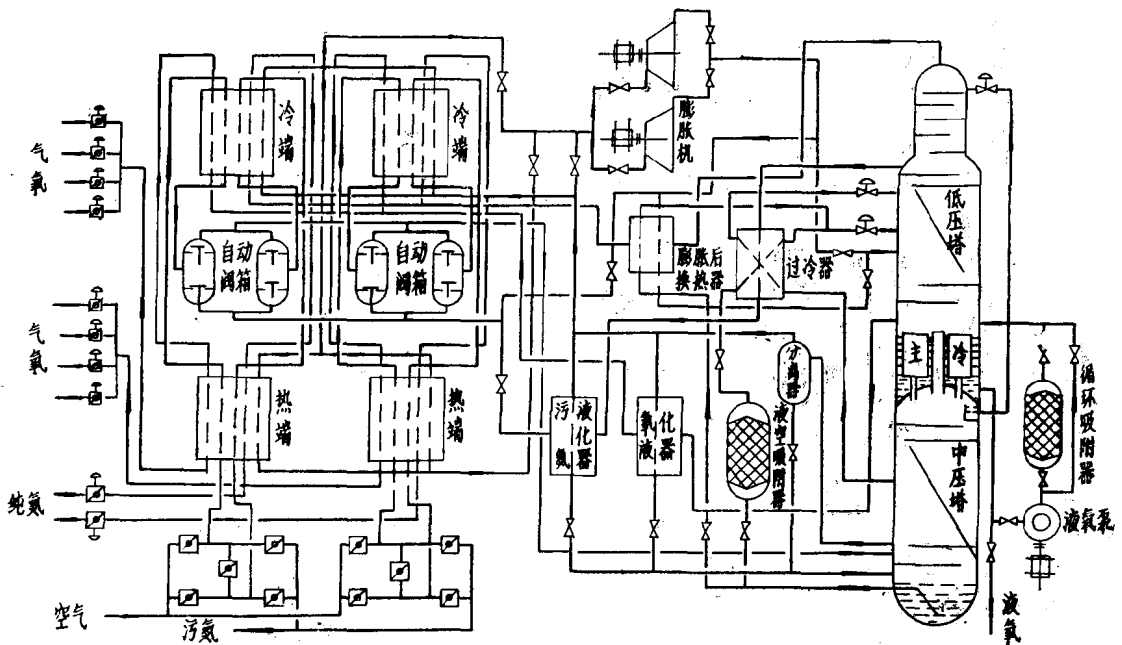 冷端
冷端
膨胀机
气氧
自动
阀箱
自动
阀箱
膨胀后
换热器
过冷器
低压塔
气氧
主冷
分离器
循环吸附器
热端
热端
污氮
液化器
氧液
化器
液空吸附器
中压塔
纯氮
液氧泵
空气
污氮
液氧